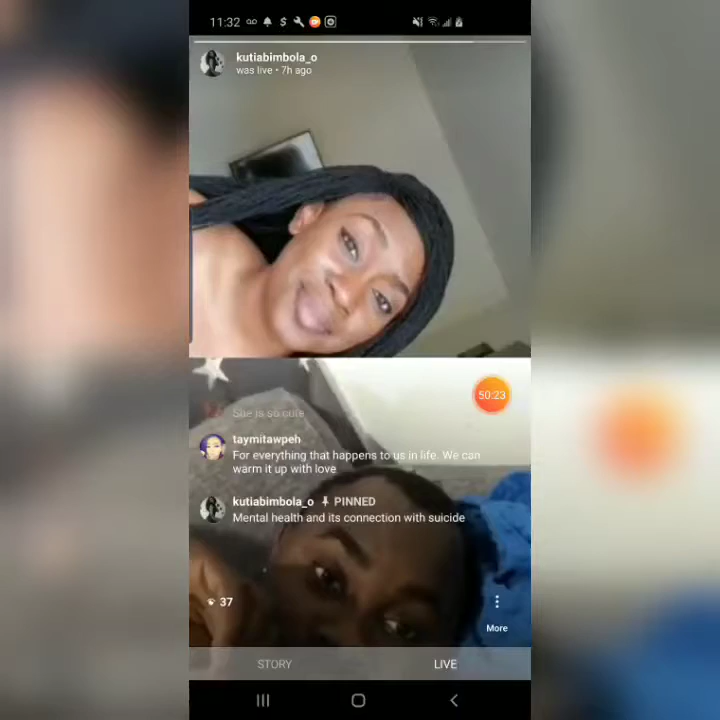 11:32
kutiabimbola_o
was live • 7h ago
50:23
She is so cute
taymitawpeh
For everything that happens to us in life. We can
warm it up with love
kutiabimbola_o PINNED
Mental health and its connection with suicide
37
More
STORY LIVE